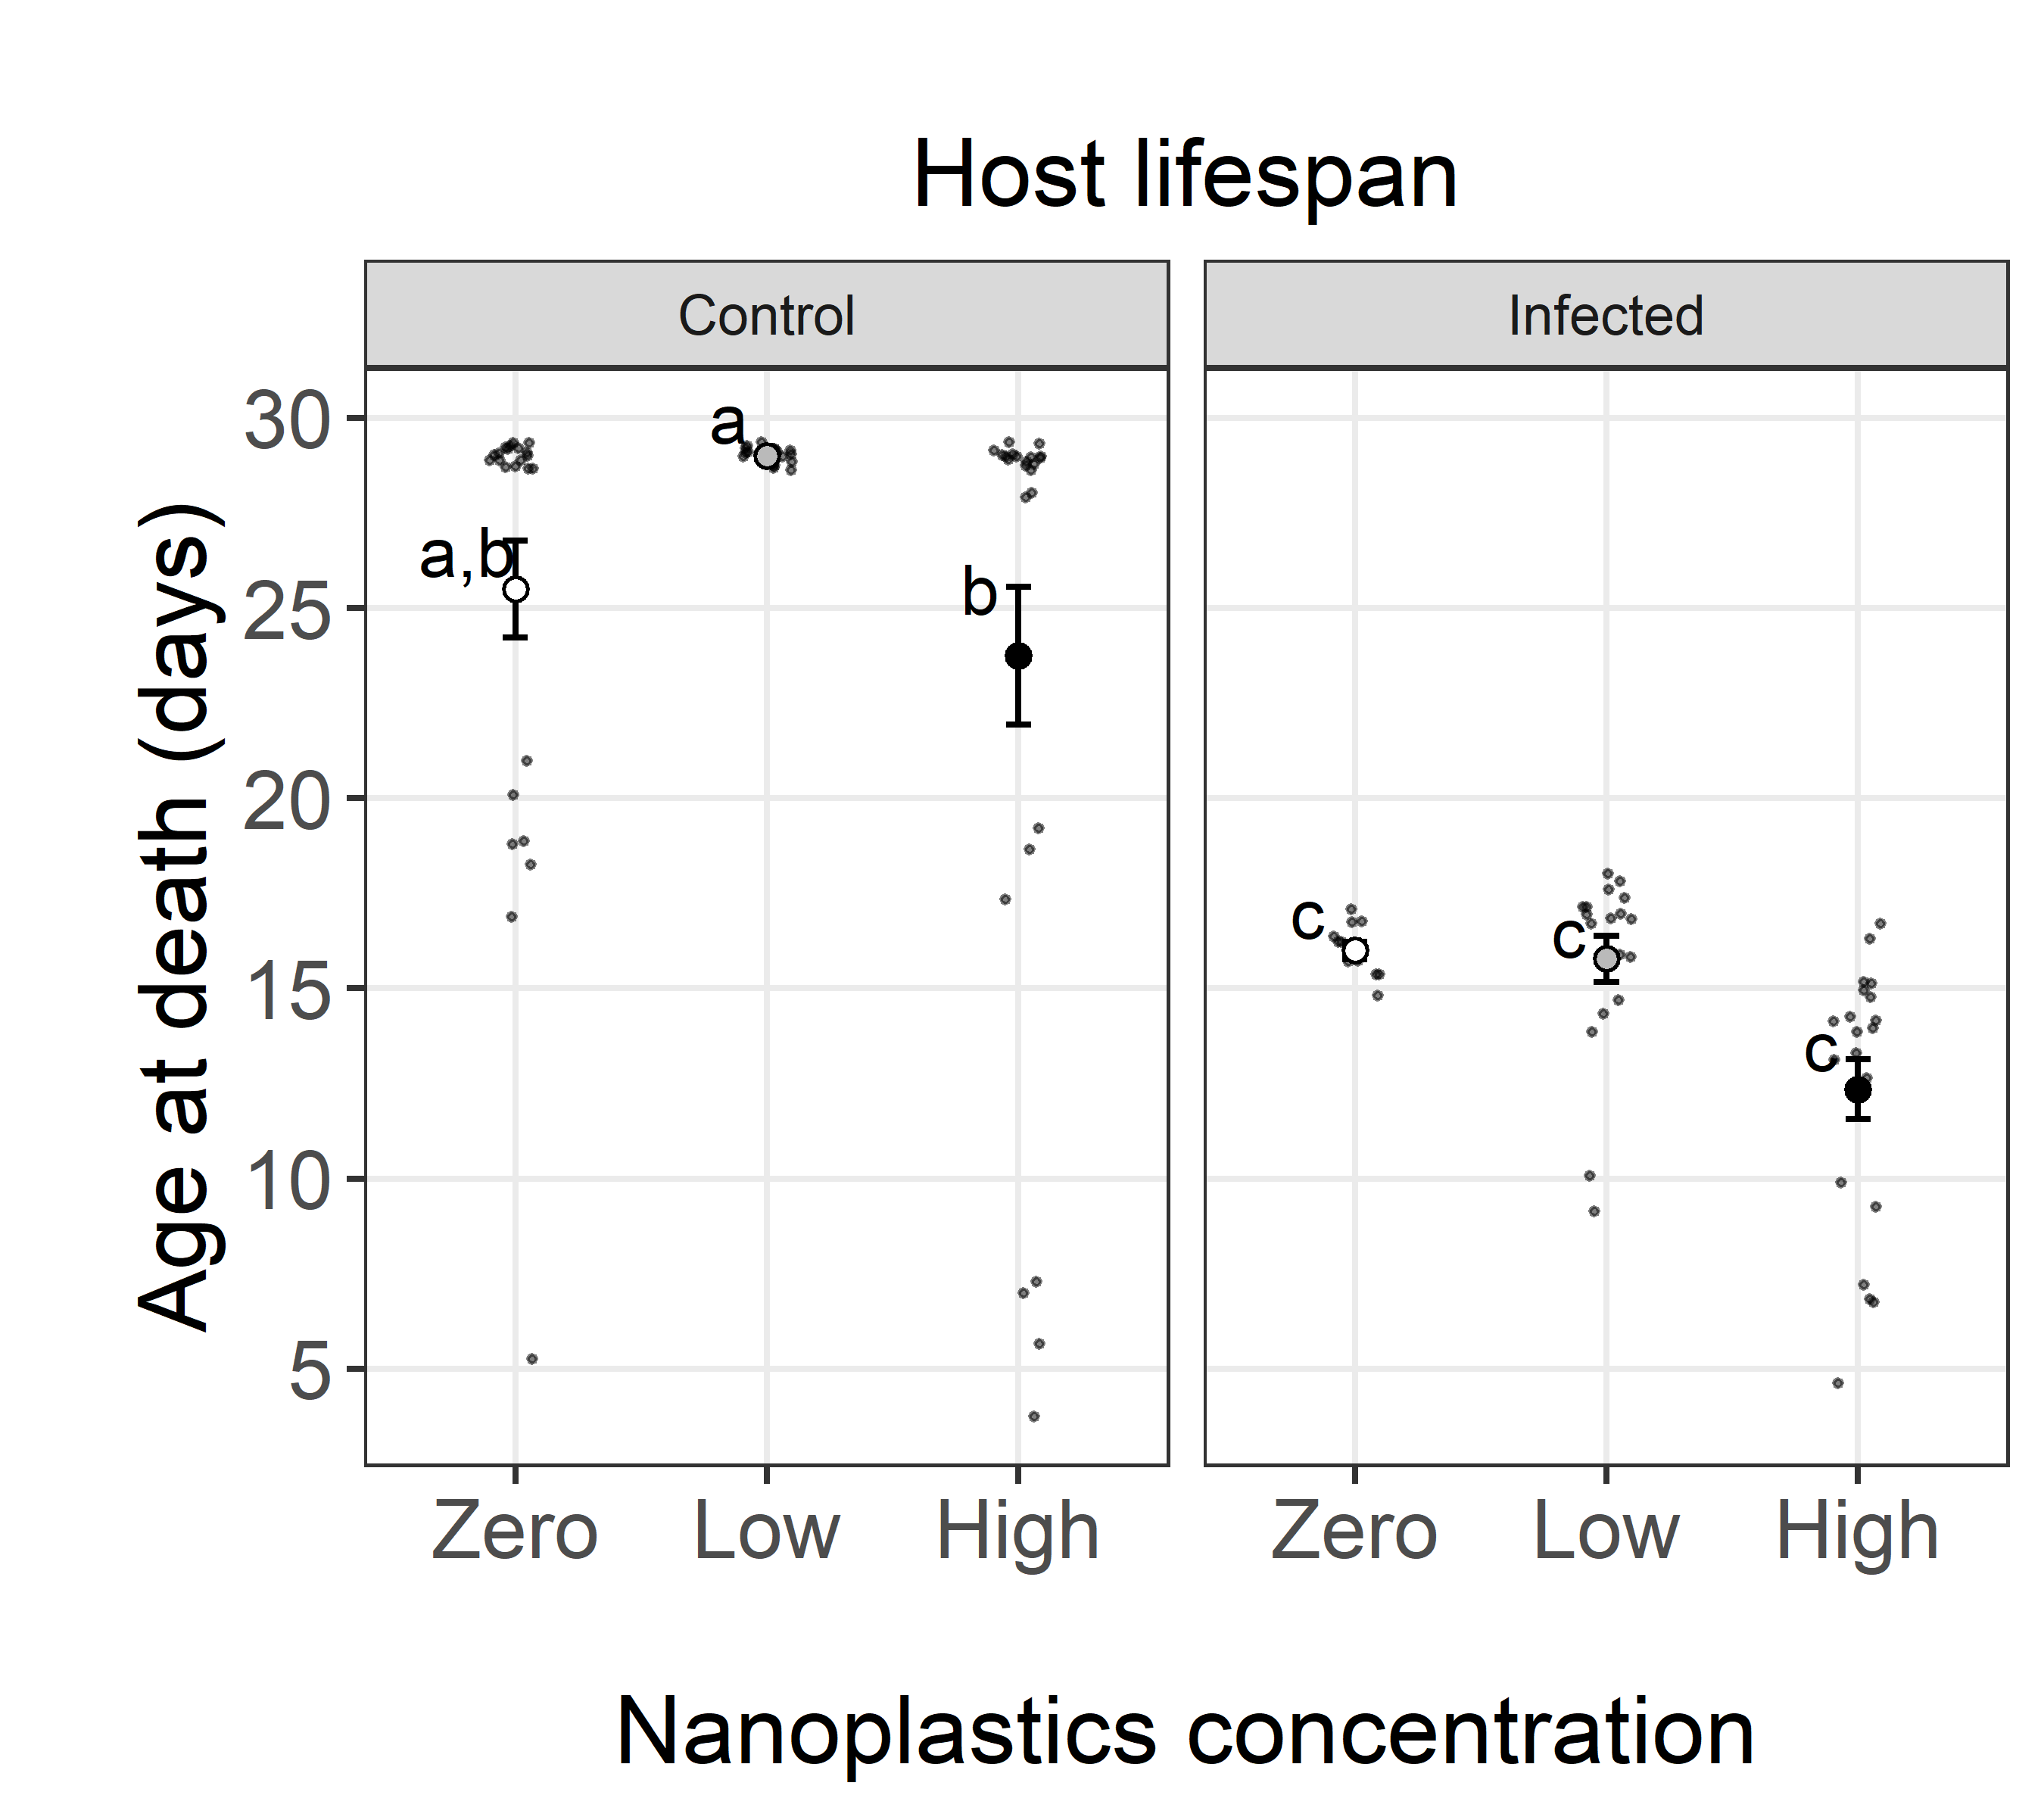 Host lifespan
Control
Infected
Age at death (days)
30
25
20
15
10
5
a,b
a
b
c
c
c
Zero
Low
High
Zero
Low
High
Nanoplastics concentration